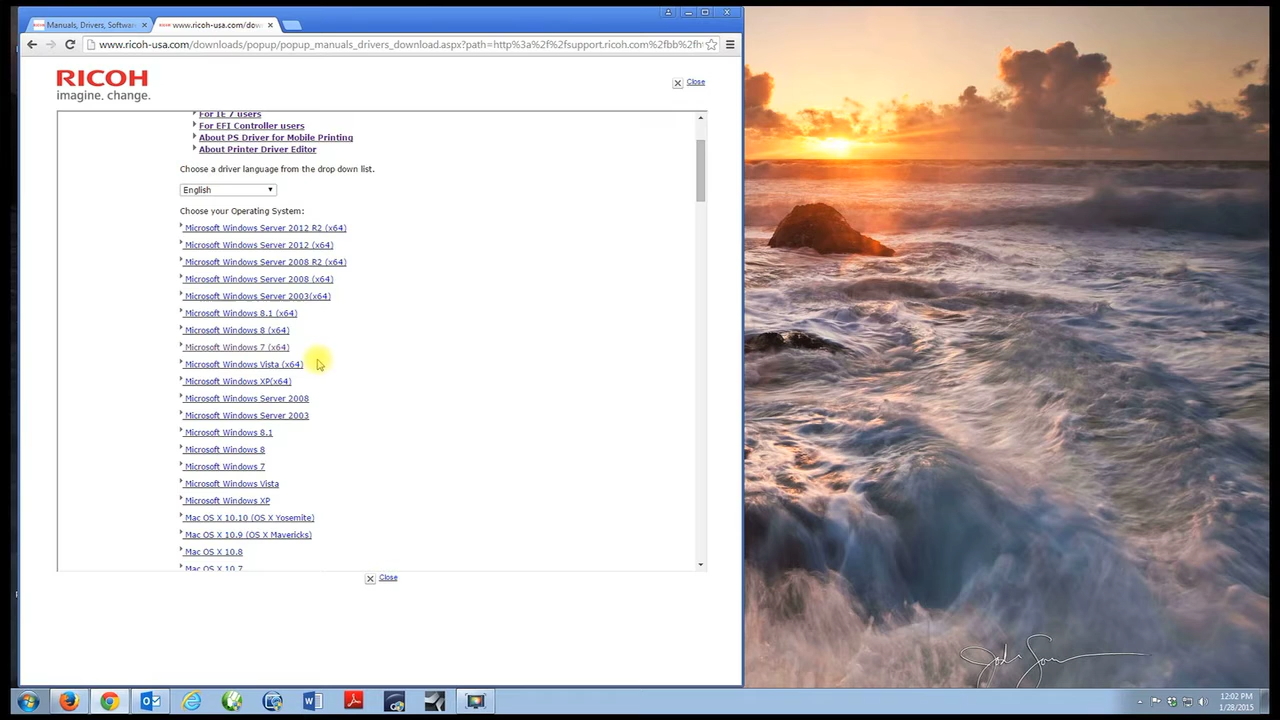 Manuals, Drivers, Softwar
www.ricoh-usa.com/dow
www.ricoh-usa.com/downloads/popup/popup_manuals_drivers_download.aspx?path=http%3a%2f%2fsupport.ricoh.com%2fbb%2fh
RICOH
imagine. change.
Close
For IE 7 users
For EFI Controller users
About PS Driver for Mobile Printing
About Printer Driver Editor
Choose a driver language from the drop down list.
English
Choose your Operating System:
Microsoft Windows Server 2012 R2 (x64)
Microsoft Windows Server 2012 (x64)
Microsoft Windows Server 2008 R2 (x64)
Microsoft Windows Server 2008 (x64)
Microsoft Windows Server 2003(x64)
Microsoft Windows 8.1 (x64)
Microsoft Windows 8 (x64)
Microsoft Windows 7 (x64)
Microsoft Windows Vista (x64)
Microsoft Windows XP(x64)
Microsoft Windows Server 2008
Microsoft Windows Server 2003
Microsoft Windows 8.1
Microsoft Windows 8
Microsoft Windows 7
Microsoft Windows Vista
Microsoft Windows XP
Mac OS X 10.10 (OS X Yosemite)
Mac OS X 10.9 (OS X Mavericks)
Mac OS X 10.8
Mac OS X 10.7
Close
12:02 PM
1/28/2015